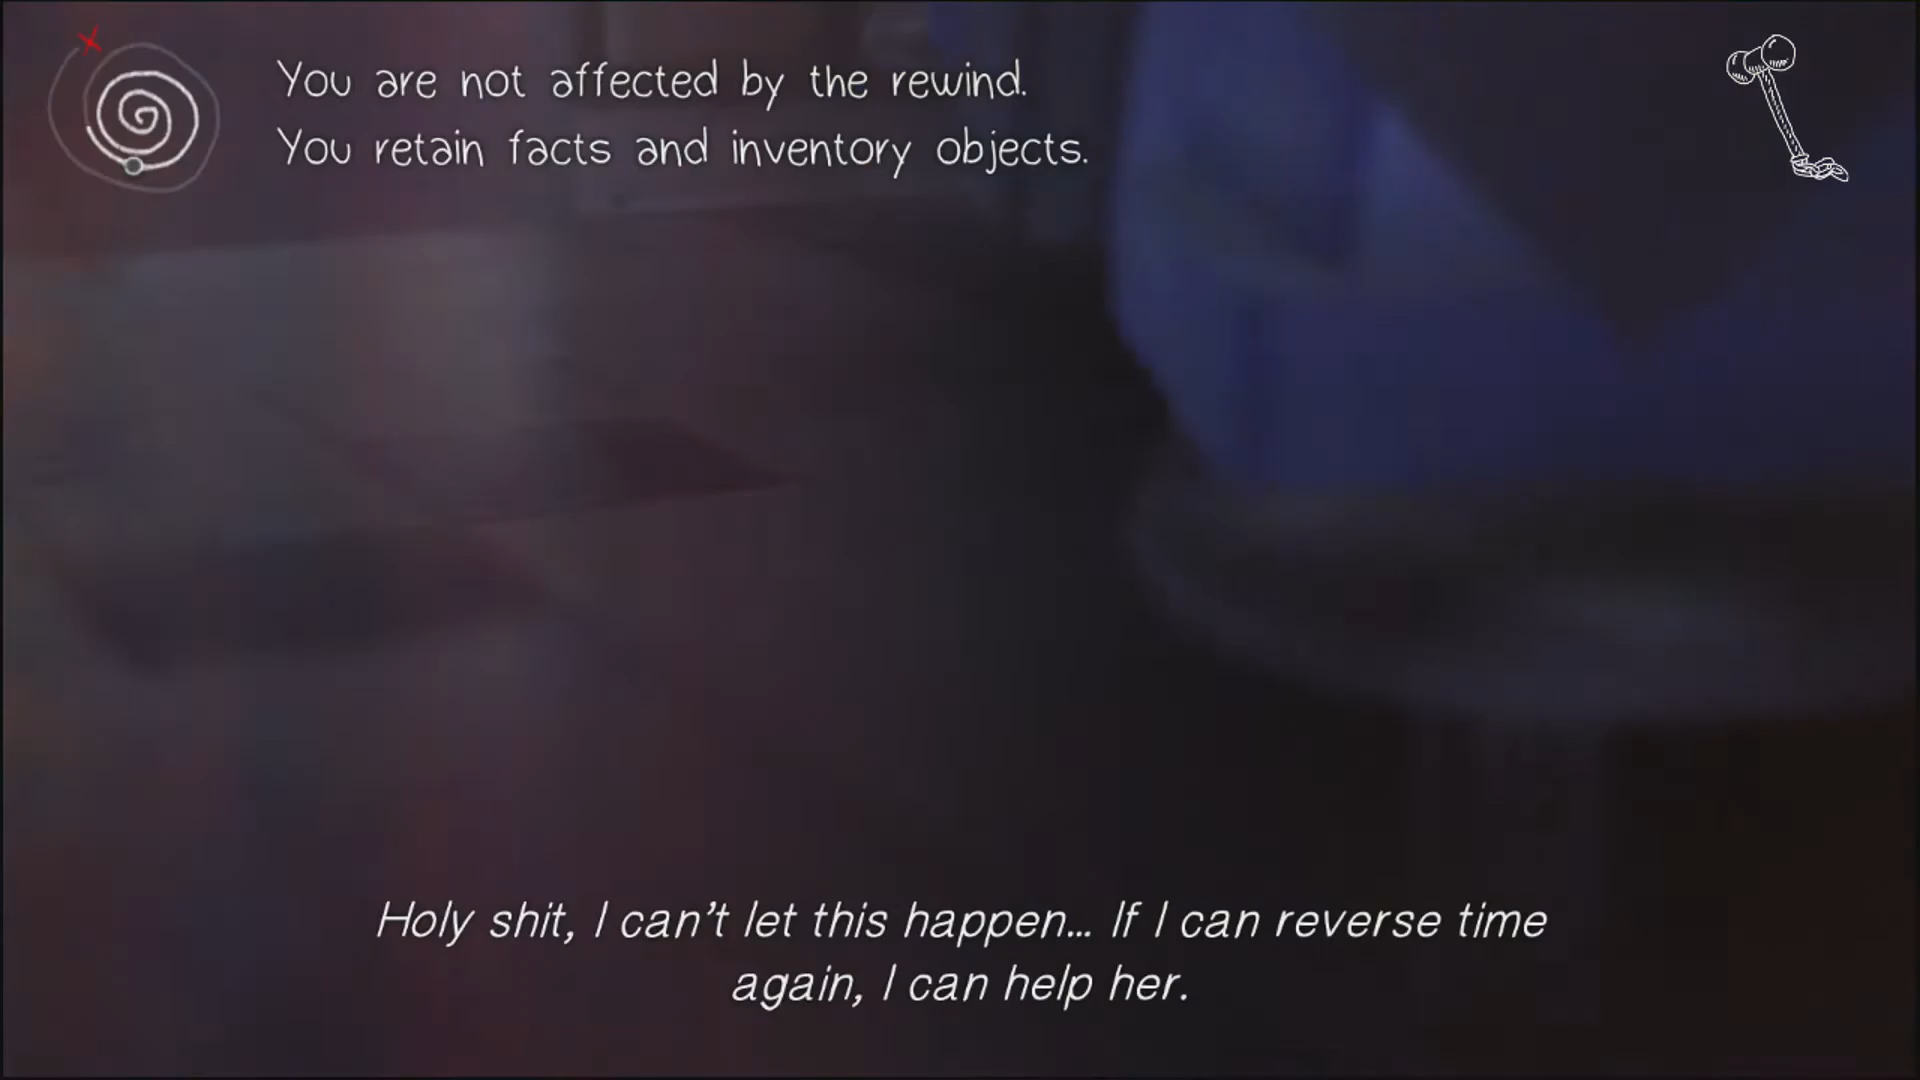 You are not affected by the rewind.
You retain facts and inventory objects.
Holy shit, I can't let this happen... If I can reverse time
again, I can help her.